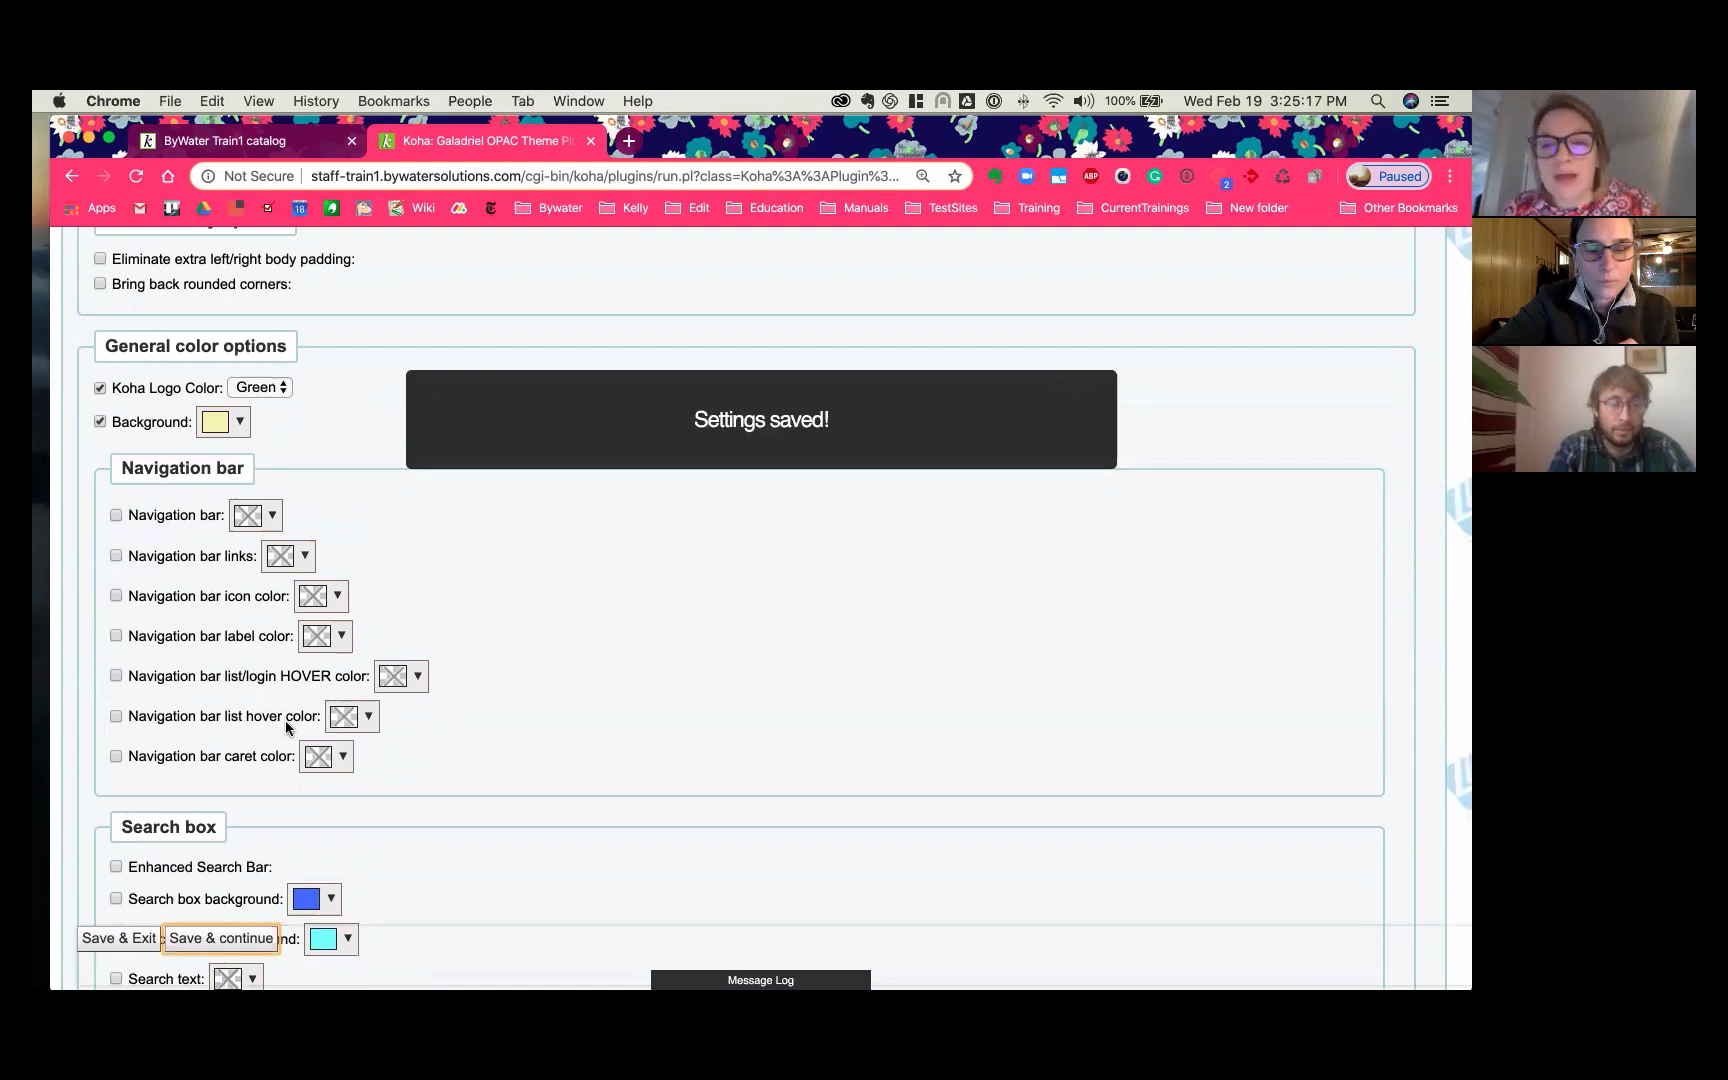 Chrome File Edit View History Bookmarks People Tab Window Help 100% Wed Feb 19 3:25:17 PM
ByWater Train1 catalog Koha: Galadriel OPAC Theme Pl
Not Secure staff-train1.bywatersolutions.com/cgi-bin/koha/plugins/run.pl?class=Koha%3A%3APlugin%3... ABP 2 Paused
Apps 18 Wiki Bywater Kelly Edit Education Manuals TestSites Training CurrentTrainings New folder Other Bookmarks
Eliminate extra left/right body padding:
Bring back rounded corners:
General color options
Koha Logo Color: Green
Settings saved!
Background:
Navigation bar
Navigation bar:
Navigation bar links:
Navigation bar icon color:
Navigation bar label color:
Navigation bar list/login HOVER color:
Navigation bar list hover color:
Navigation bar caret color:
Search box
Enhanced Search Bar:
Search box background:
Save & Exit Save & continue nd:
Search text:
Message Log